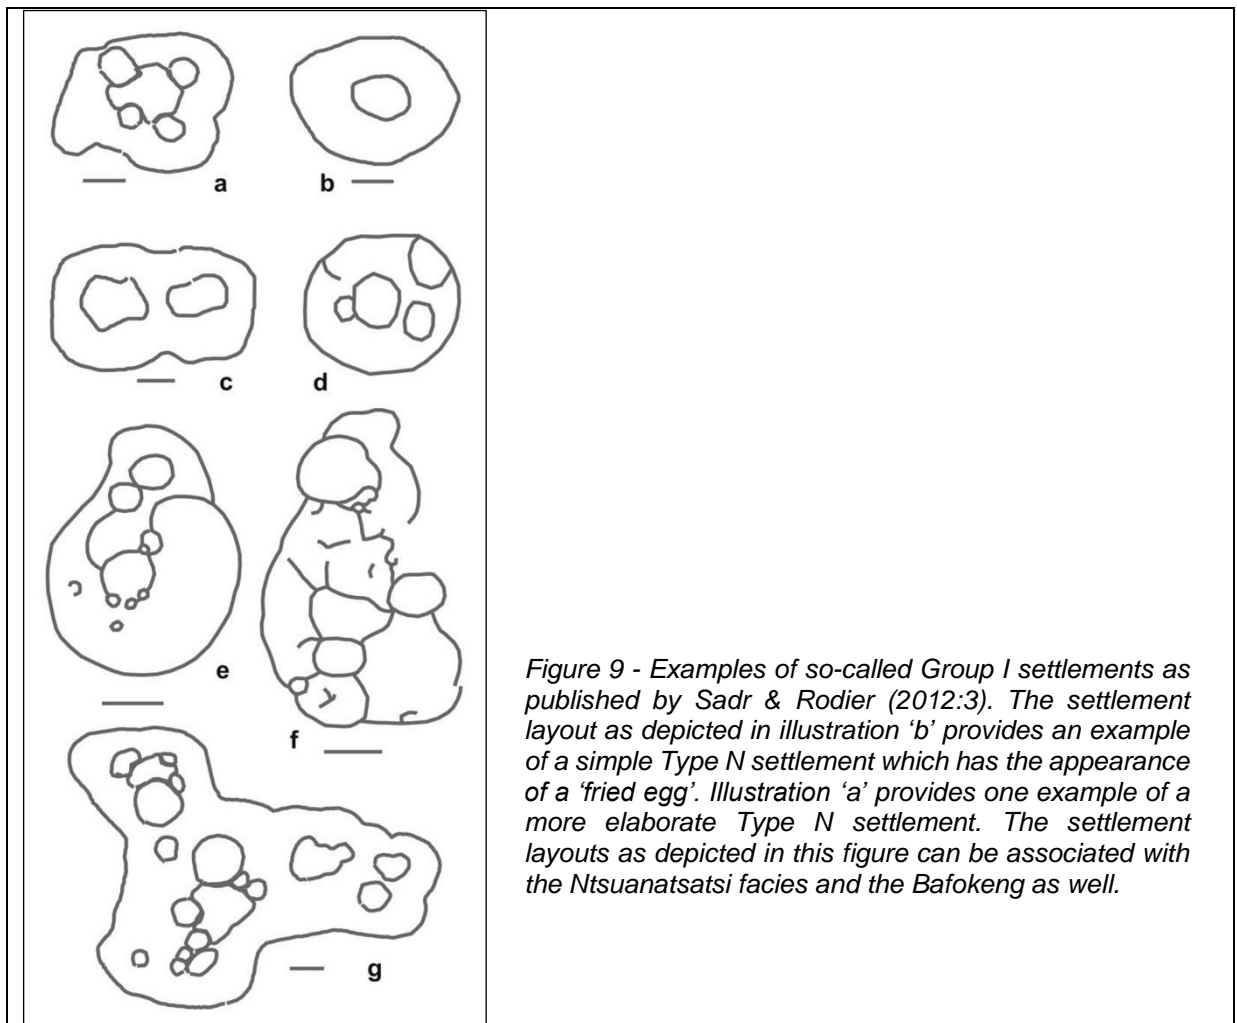 a
b
c
d
e
f
g
Figure 9 - Examples of so-called Group I settlements as
published by Sadr & Rodier (2012:3). The settlement
layout as depicted in illustration ‘b’ provides an example
of a simple Type N settlement which has the appearance
of a ‘fried egg’. Illustration ‘a’ provides one example of a
more elaborate Type N settlement. The settlement
layouts as depicted in this figure can be associated with
the Ntsuanatsatsi facies and the Bafokeng as well.